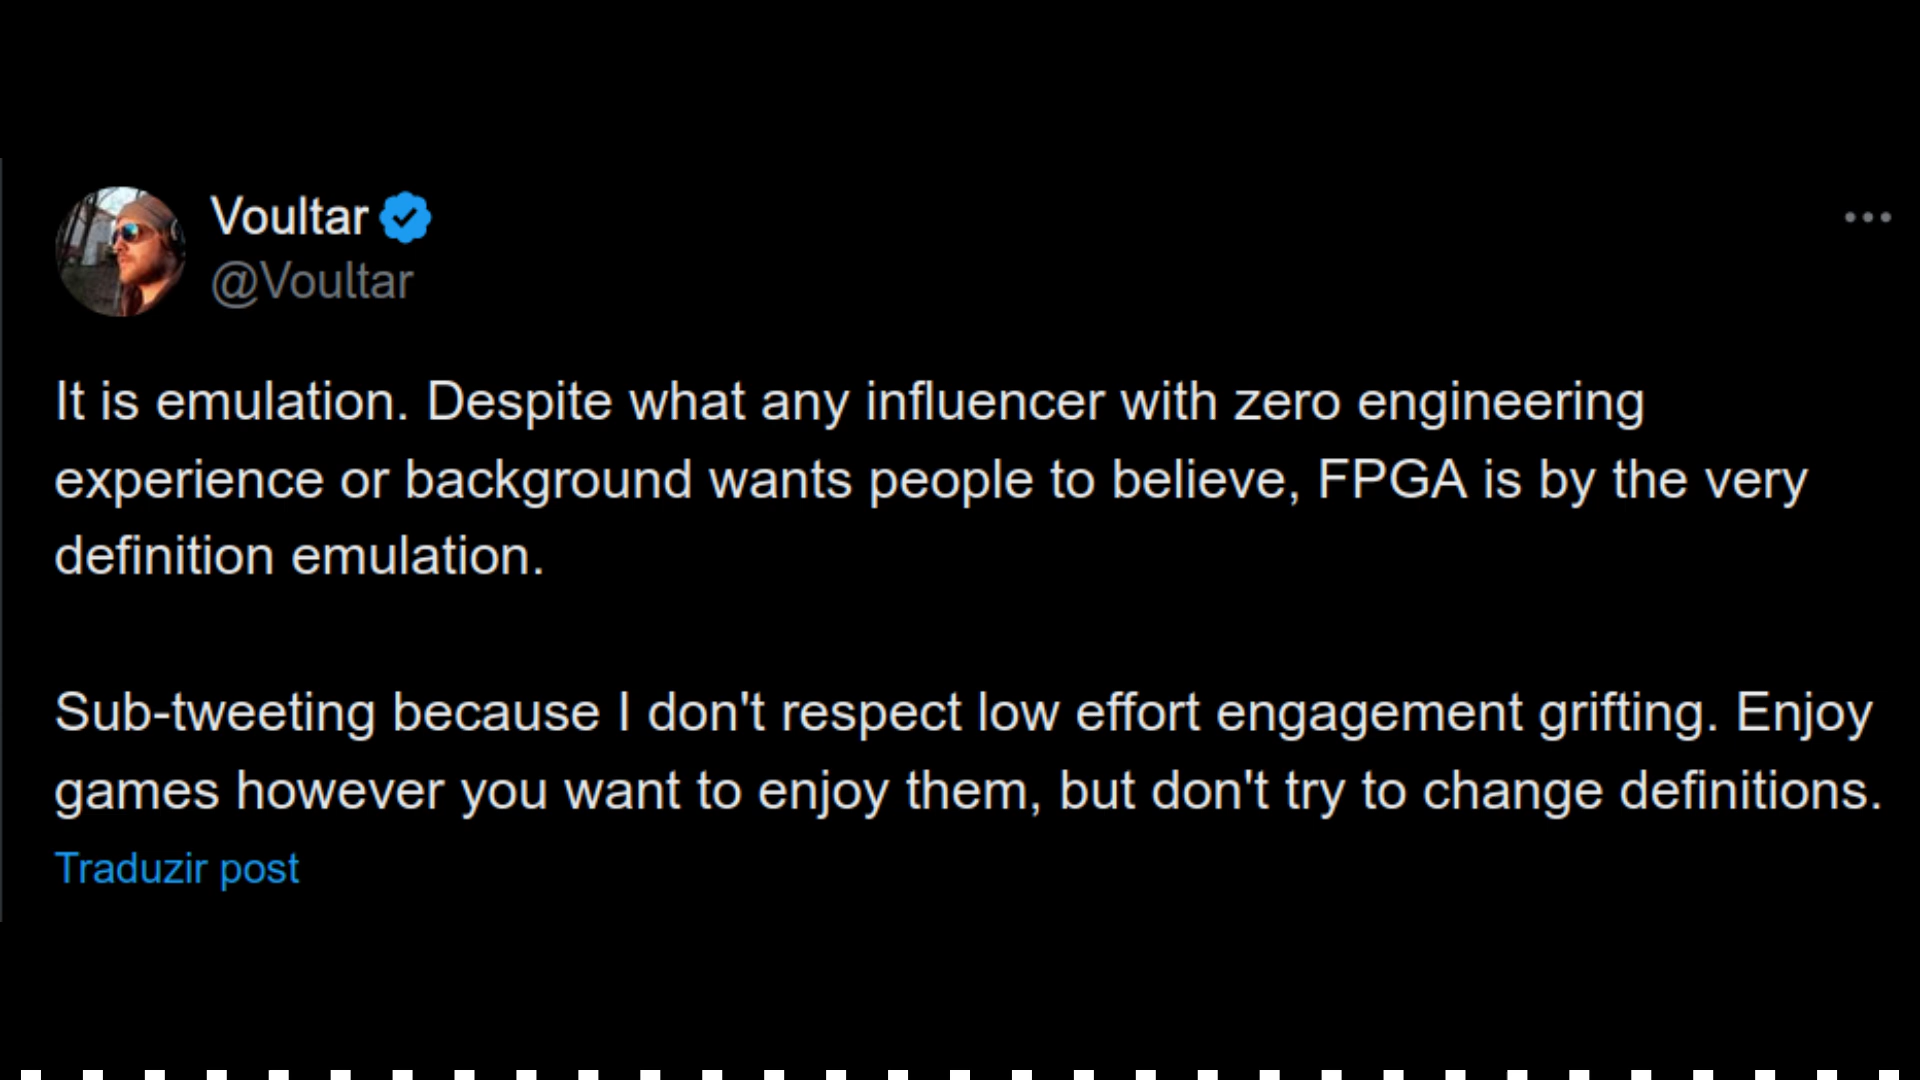 Voultar
@Voultar
It is emulation. Despite what any influencer with zero engineering
experience or background wants people to believe, FPGA is by the very
definition emulation.
Sub-tweeting because I don't respect low effort engagement grifting. Enjoy
games however you want to enjoy them, but don't try to change definitions.
Traduzir post